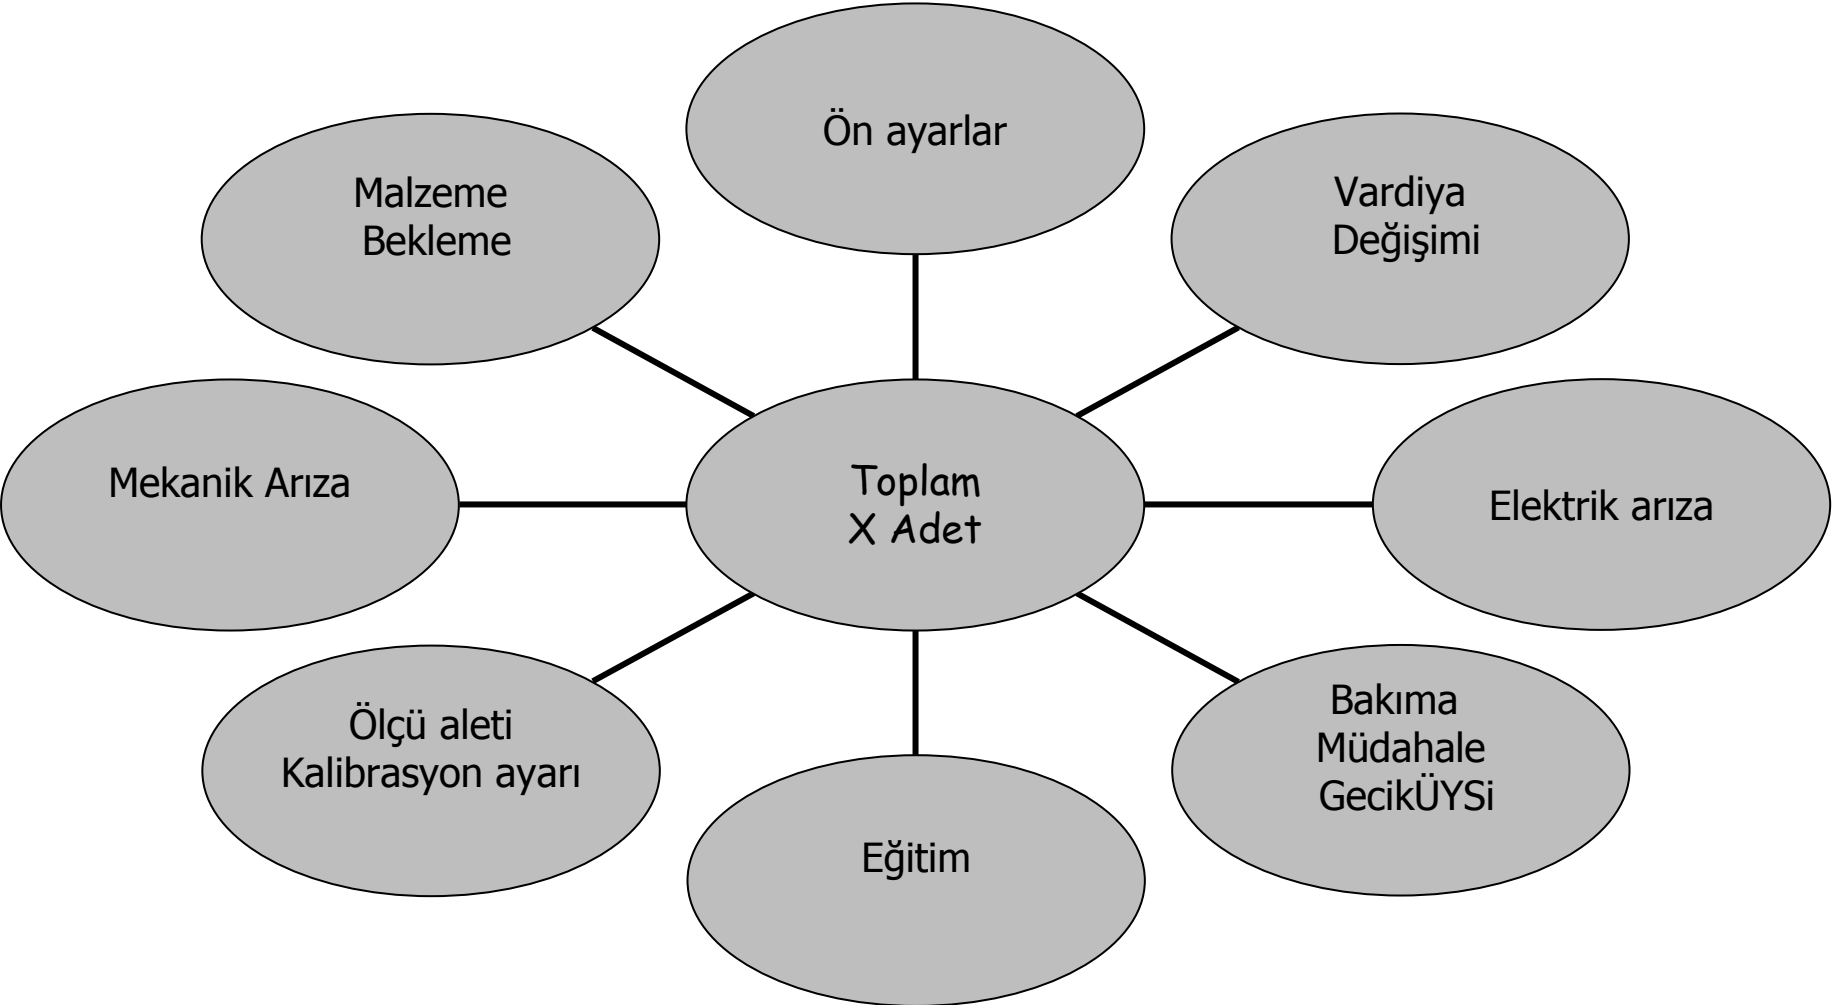 Ön ayarlar
Malzeme
Bekleme
Vardiya
Değişimi
Mekanik Arıza
Toplam
X Adet
Elektrik arıza
Ölçü aleti
Kalibrasyon ayarı
Bakıma
Müdahale
GecikÜYSi
Eğitim